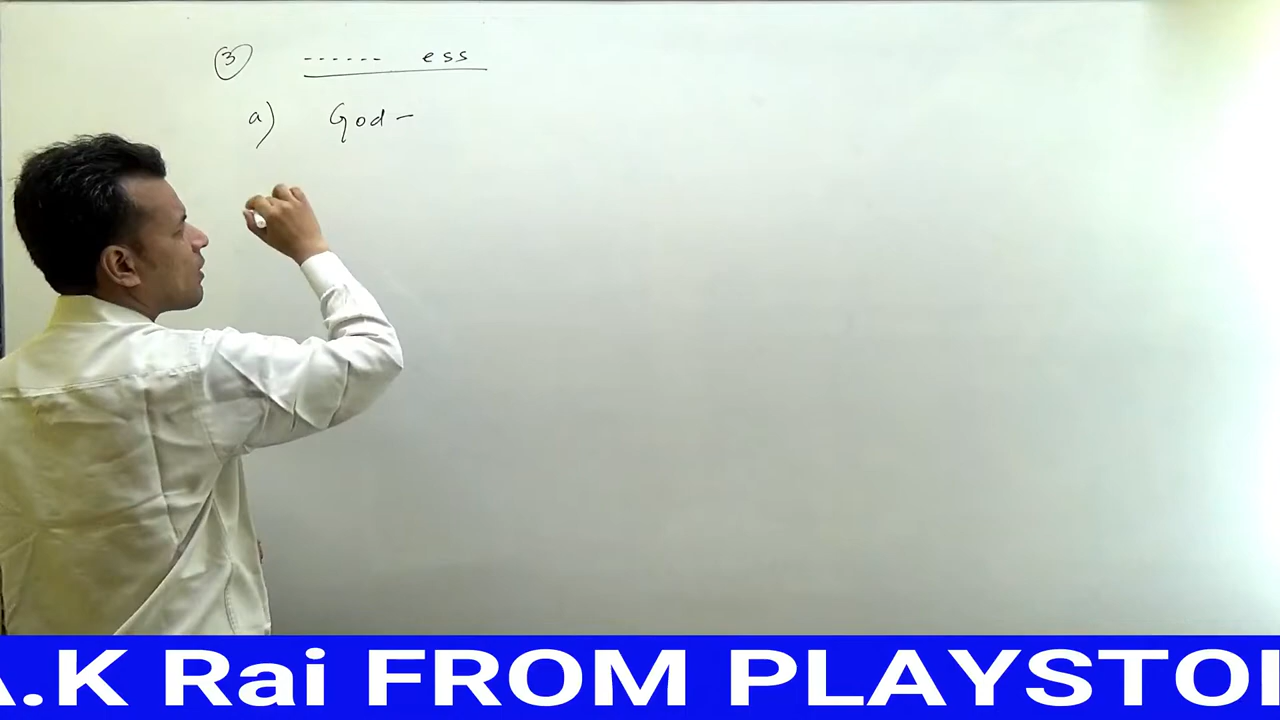 ③ ------ ess
a) God -
A.K Rai FROM PLAYSTO